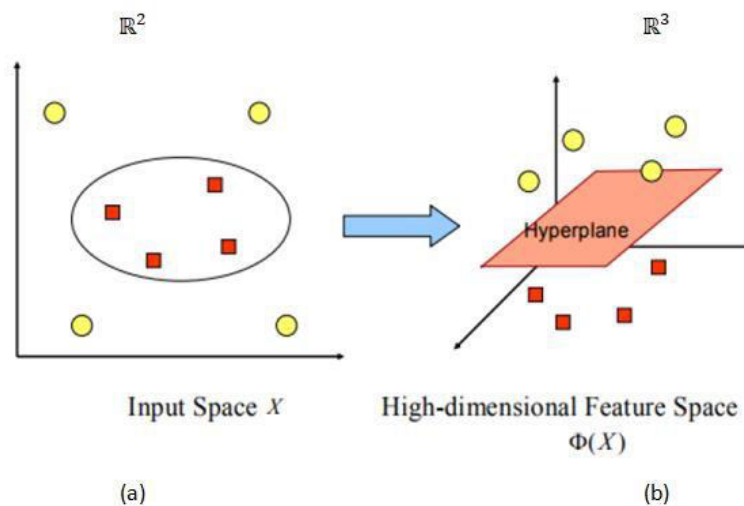 ℝ² ℝ³
Hyperplane
Input Space X High-dimensional Feature Space
Φ(X)
(a) (b)